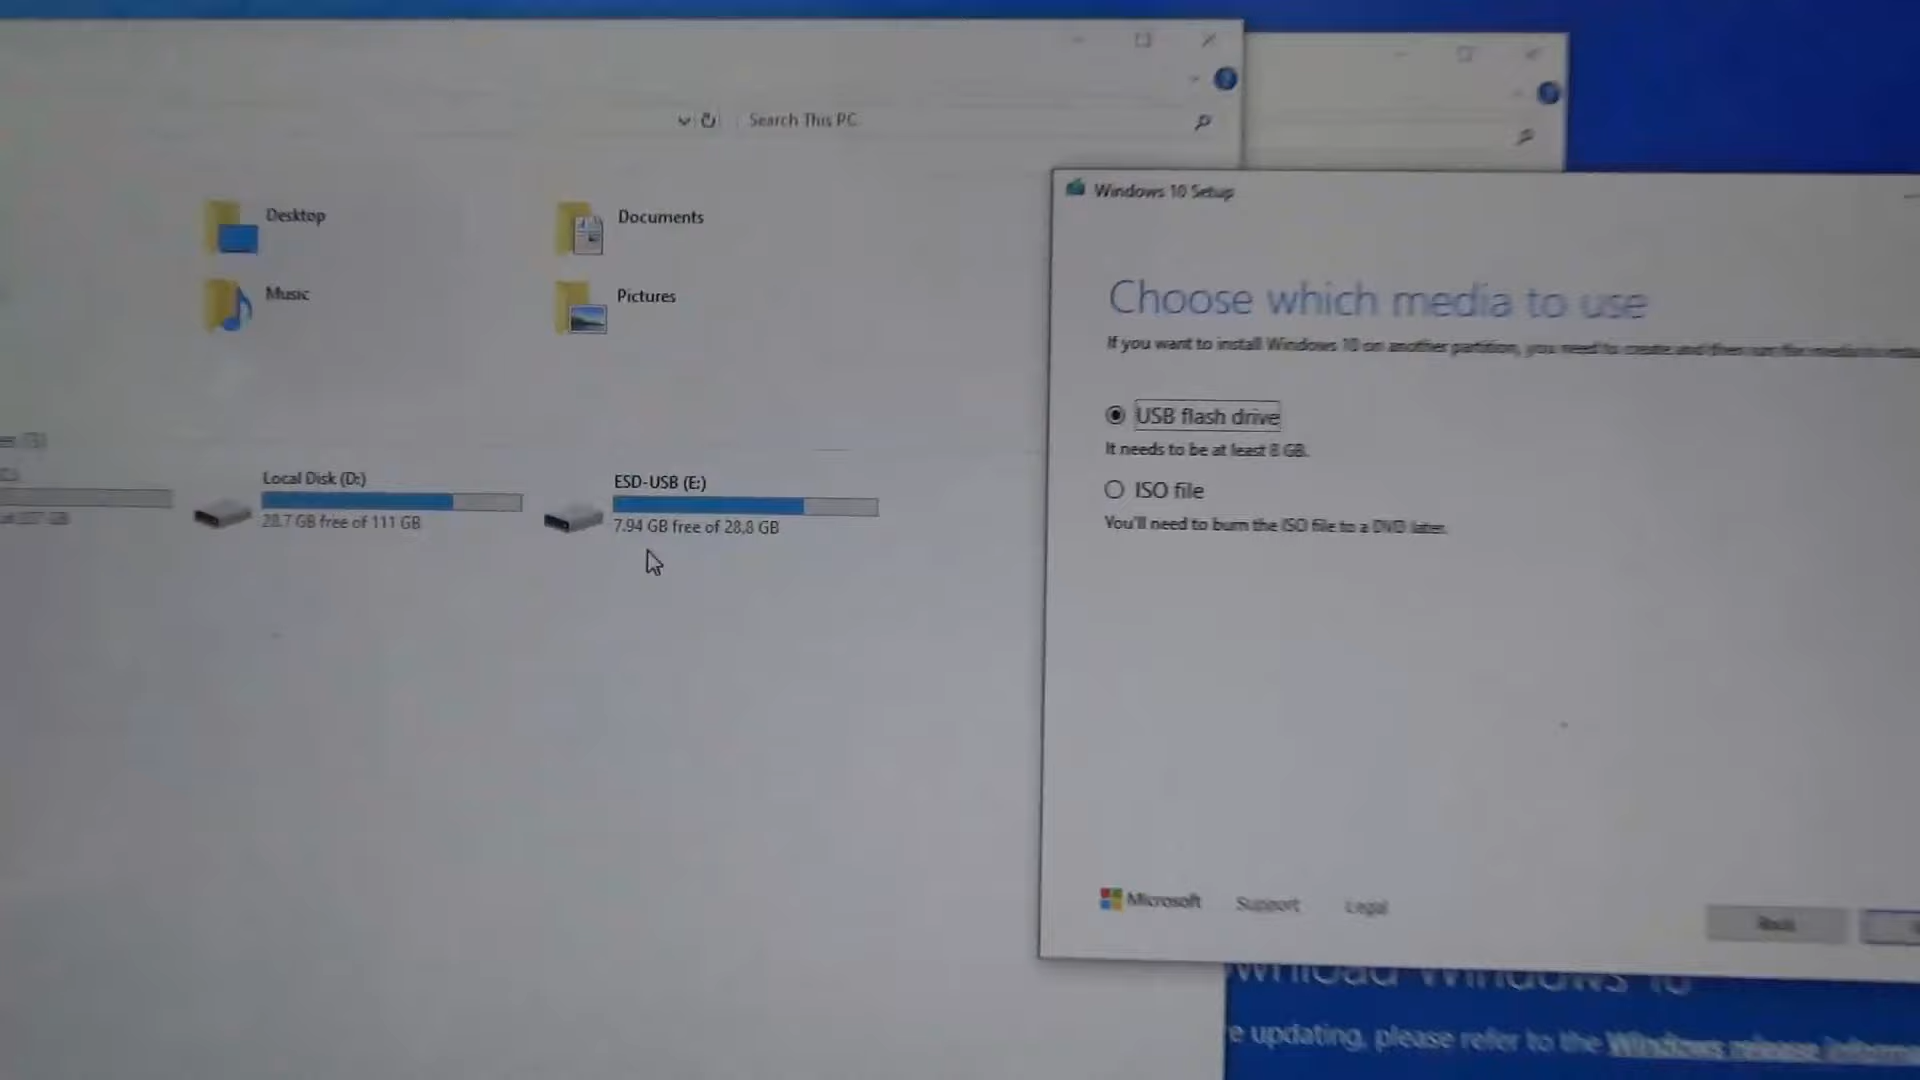 Search This PC
Desktop
Documents
Music
Pictures
Local Disk (D:)
28.7 GB free of 111 GB
ESD-USB (E:)
7.94 GB free of 28.8 GB
Windows 10 Setup
Choose which media to use
If you want to install Windows 10 on another partition, you need to create and then run the media to
USB flash drive
It needs to be at least 8 GB.
ISO file
You'll need to burn the ISO file to a DVD later.
Microsoft
Support
Legal
Back
wnload Windows 10
e updating, please refer to the Windows release